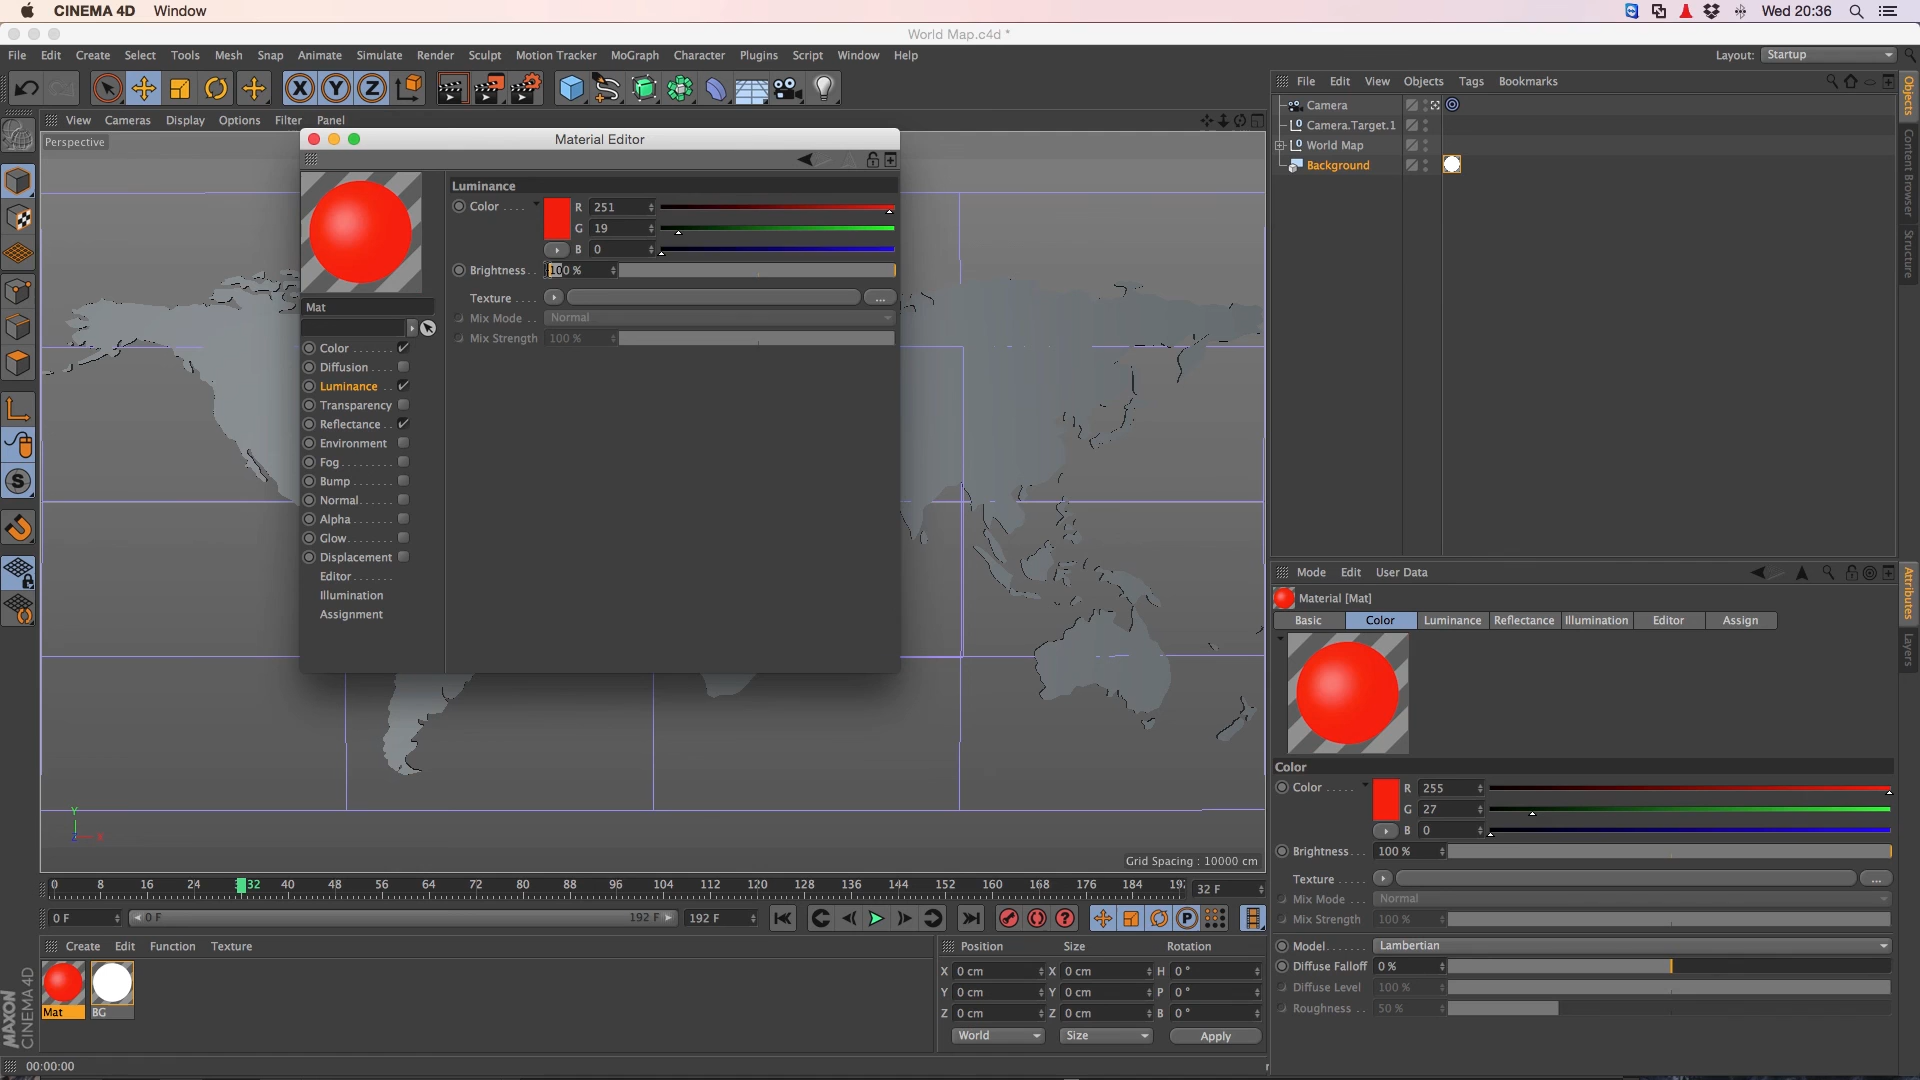 CINEMA 4D Window
Wed 20:36
World Map.c4d *
File Edit Create Select Tools Mesh Snap Animate Simulate Render Sculpt Motion Tracker MoGraph Character Plugins Script Window Help
Layout: Startup
File Edit View Objects Tags Bookmarks
Camera
Camera.Target.1
World Map
Background
Objects
Content Browser
Structure
View Cameras Display Options Filter Panel
Perspective
Material Editor
Luminance
Color . . . . R 251
G 19
B 0
Brightness . . 100 %
Texture . . . . ...
Mix Mode . . Normal
Mix Strength 100 %
Mat
Color
Diffusion
Luminance
Transparency
Reflectance
Environment
Fog
Bump
Normal
Alpha
Glow
Displacement
Editor
Illumination
Assignment
Y
X
Z
Grid Spacing : 10000 cm
Mode Edit User Data
Attributes
Layers
Material [Mat]
Basic Color Luminance Reflectance Illumination Editor Assign
Color
Color . . . . . R 255
G 27
B 0
Brightness . . . 100 %
Texture . . . . . ...
Mix Mode . . . Normal
Mix Strength 100 %
Model . . . . . . . Lambertian
Diffuse Falloff 0 %
Diffuse Level 100 %
Roughness . . 50 %
0 8 16 24 32 40 48 56 64 72 80 88 96 104 112 120 128 136 144 152 160 168 176 184 192 32 F
0 F 0 F 192 F 192 F
Create Edit Function Texture
Mat BG
Position Size Rotation
X 0 cm X 0 cm H 0 °
Y 0 cm Y 0 cm P 0 °
Z 0 cm Z 0 cm B 0 °
World Size Apply
MAXON
CINEMA 4D
00:00:00